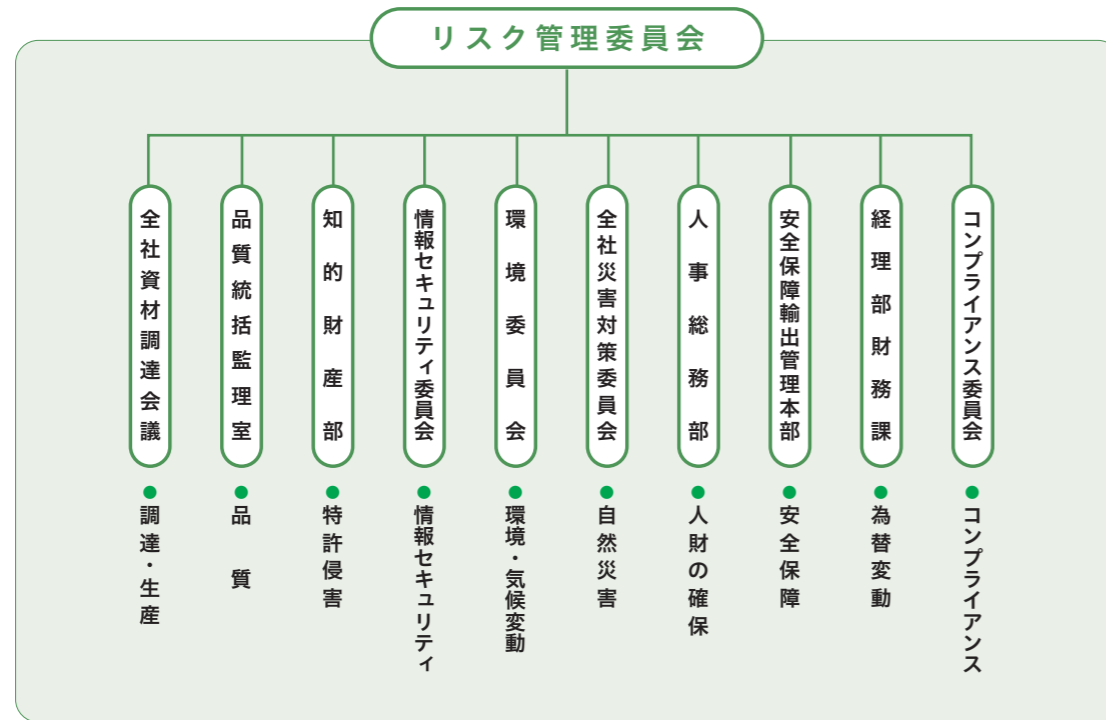 リスク管理委員会
全社資材調達会議
品質統括監理室
知的財産部
情報セキュリティ委員会
環境委員会
全社災害対策委員会
人事総務部
安全保障輸出管理本部
経理部財務課
コンプライアンス委員会
●調達・生産
●品質
●特許侵害
●情報セキュリティ
●環境・気候変動
●自然災害
●人財の確保
●安全保障
●為替変動
●コンプライアンス